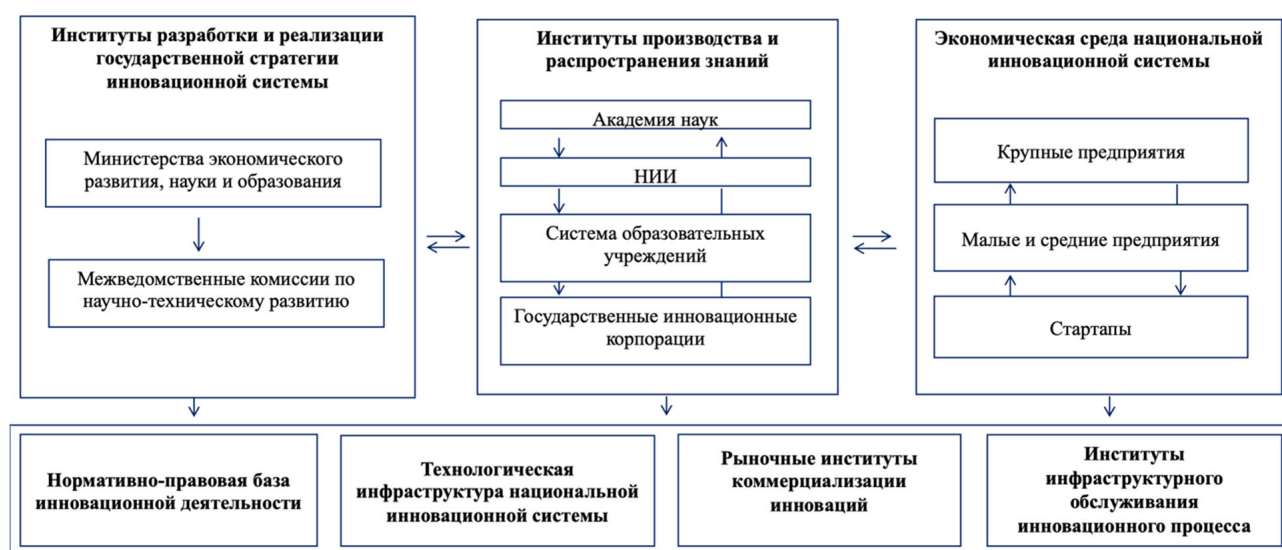 Институты разработки и реализации
государственной стратегии
инновационной системы
Министерства экономического
развития, науки и образования
Межведомственные комиссии по
научно-техническому развитию
Институты производства и
распространения знаний
Академия наук
НИИ
Система образовательных
учреждений
Государственные инновационные
корпорации
Экономическая среда национальной
инновационной системы
Крупные предприятия
Малые и средние предприятия
Стартапы
Нормативно-правовая база
инновационной деятельности
Технологическая
инфраструктура национальной
инновационной системы
Рыночные институты
коммерциализации
инноваций
Институты
инфраструктурного
обслуживания
инновационного процесса